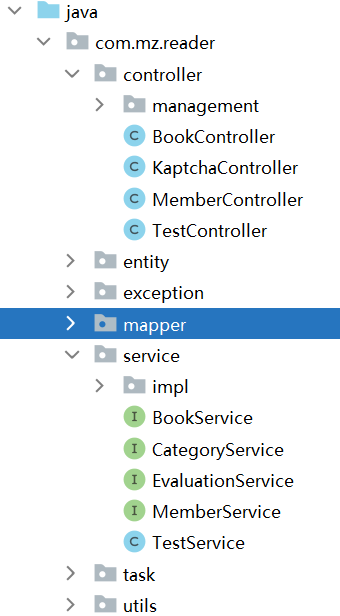 java
com.mz.reader
controller
management
C BookController
C KaptchaController
C MemberController
C TestController
entity
exception
mapper
service
impl
I BookService
I CategoryService
I EvaluationService
I MemberService
C TestService
task
utils